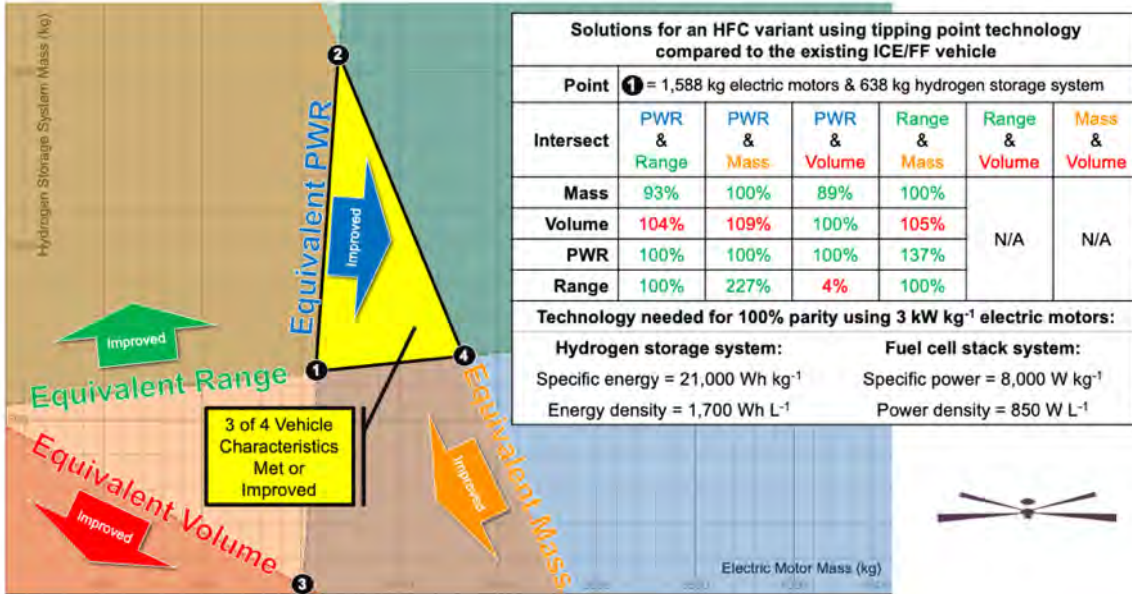 Hydrogen Storage System Mass (kg)
2
Equivalent PWR
Improved
Improved
Equivalent Range
1
4
3 of 4 Vehicle
Characteristics
Met or
Improved
Equivalent Volume
Improved
3
Improved
Equivalent Mass
Electric Motor Mass (kg)
Solutions for an HFC variant using tipping point technology
compared to the existing ICE/FF vehicle
Point 1 = 1,588 kg electric motors & 638 kg hydrogen storage system
Intersect PWR & Range PWR & Mass PWR & Volume Range & Mass Range & Volume Mass & Volume
Mass 93% 100% 89% 100% N/A N/A
Volume 104% 109% 100% 105%
PWR 100% 100% 100% 137%
Range 100% 227% 4% 100%
Technology needed for 100% parity using 3 kW kg⁻¹ electric motors:
Hydrogen storage system: Fuel cell stack system:
Specific energy = 21,000 Wh kg⁻¹ Specific power = 8,000 W kg⁻¹
Energy density = 1,700 Wh L⁻¹ Power density = 850 W L⁻¹